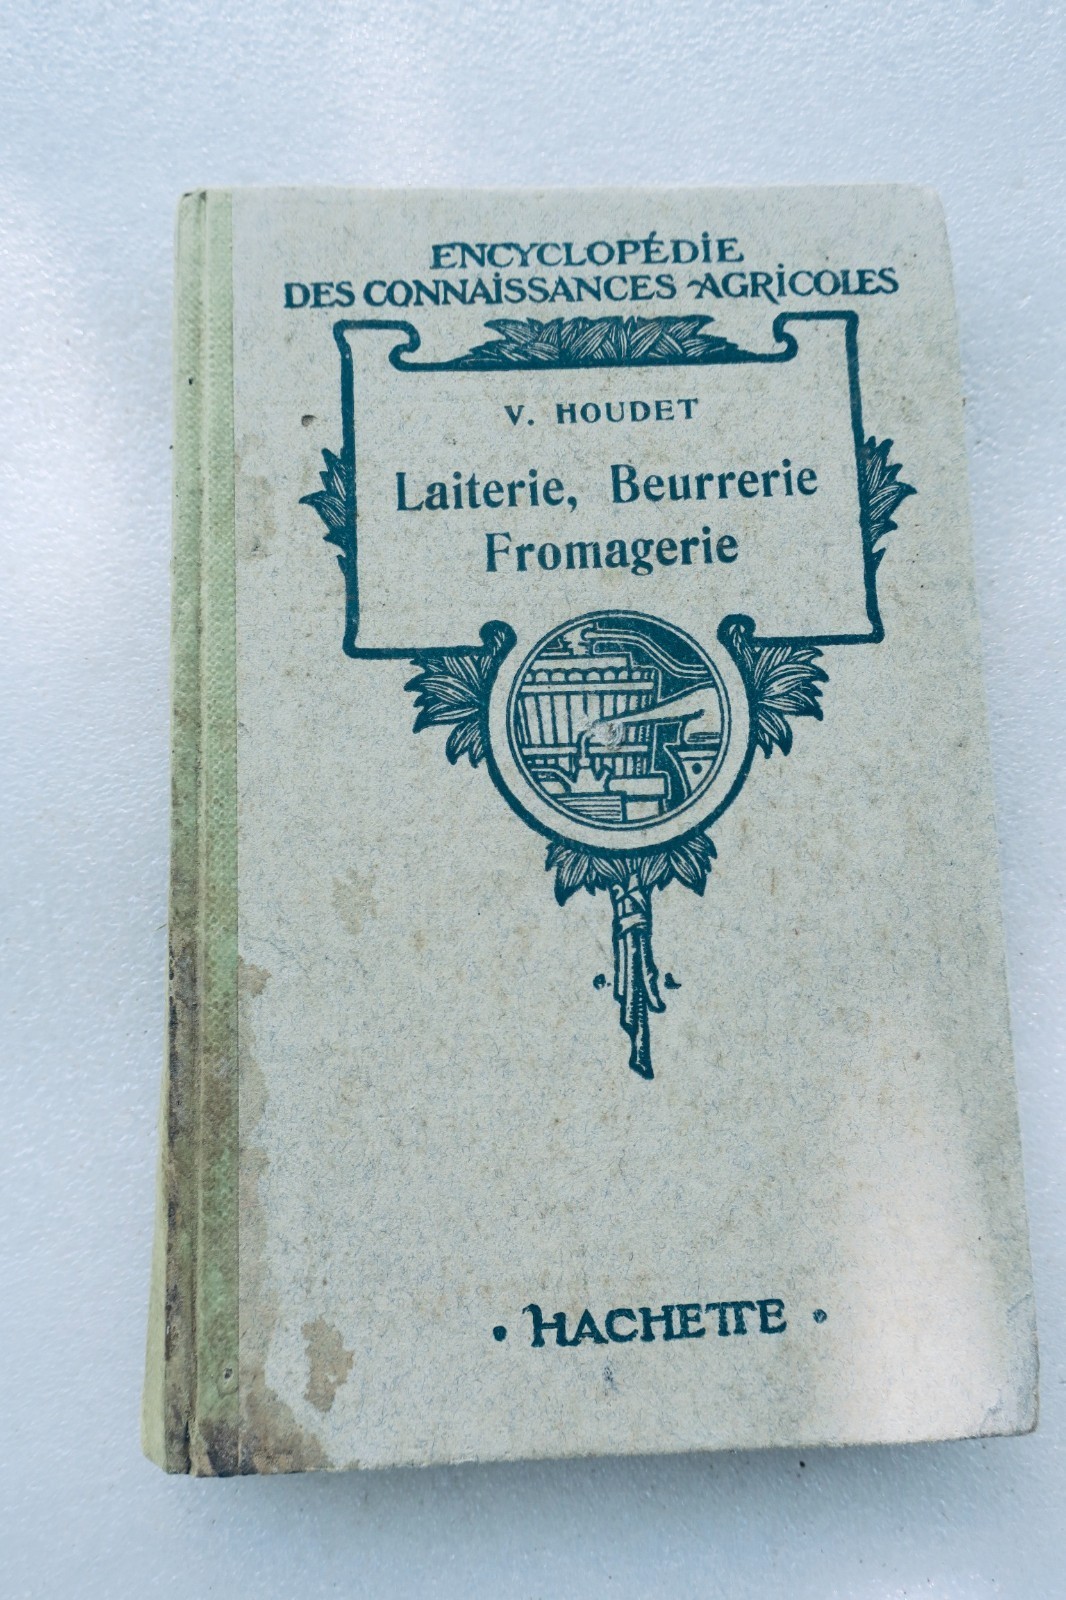 ENCYCLOPÉDIE
DES CONNAISSANCES AGRICOLES
V. HOUDET
Laiterie, Beurrerie
Fromagerie
• HACHETTE •